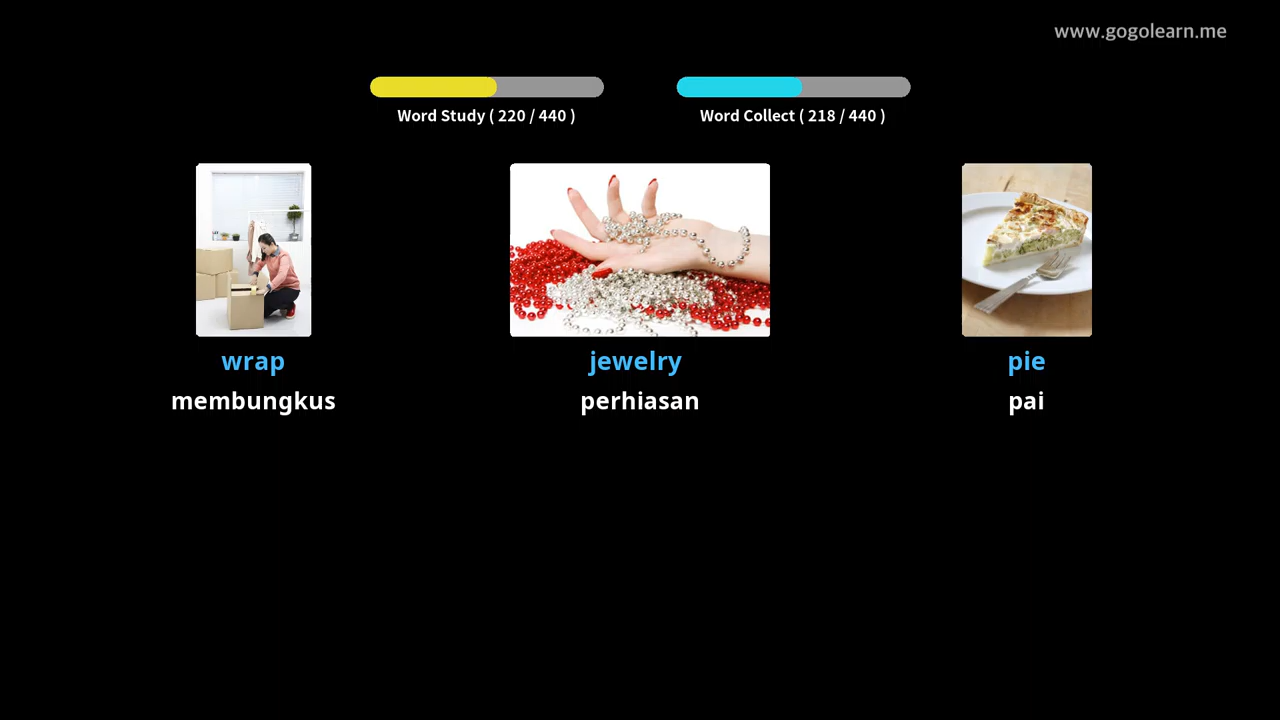 www.gogolearn.me
Word Study ( 220 / 440 )
Word Collect ( 218 / 440 )
wrap
jewelry
pie
membungkus
perhiasan
pai